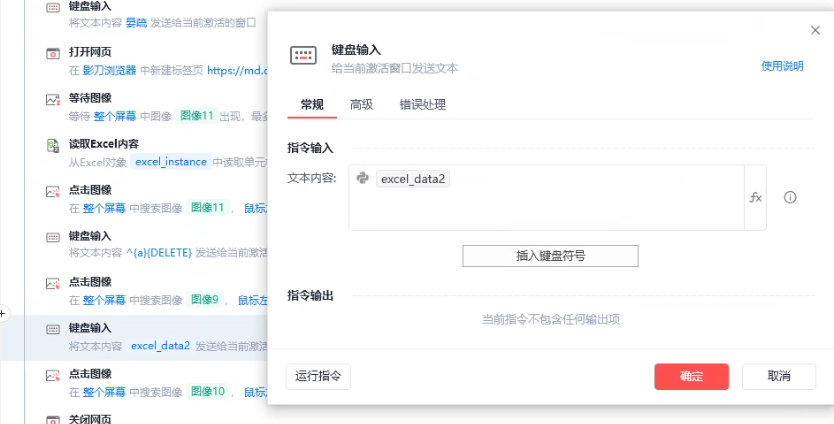 键盘输入
将文本内容 晏疏 发送给当前激活的窗口
打开网页
在 影刀浏览器 中新建标签页 https://md.c
等待图像
等待 整个屏幕 中图像 图像11 出现，最多
读取Excel内容
从Excel对象 excel_instance 中读取单元格
点击图像
在 整个屏幕 中搜索图像 图像11 ， 鼠标左
键盘输入
将文本内容 ^{a}{DELETE} 发送给当前激活
点击图像
在 整个屏幕 中搜索图像 图像9 ， 鼠标左
键盘输入
将文本内容 excel_data2 发送给当前激活
点击图像
在 整个屏幕 中搜索图像 图像10 ， 鼠标左
关闭网页
键盘输入
给当前激活窗口发送文本
使用说明
常规 高级 错误处理
指令输入
文本内容: excel_data2 fx
插入键盘符号
指令输出
当前指令不包含任何输出项
运行指令 确定 取消